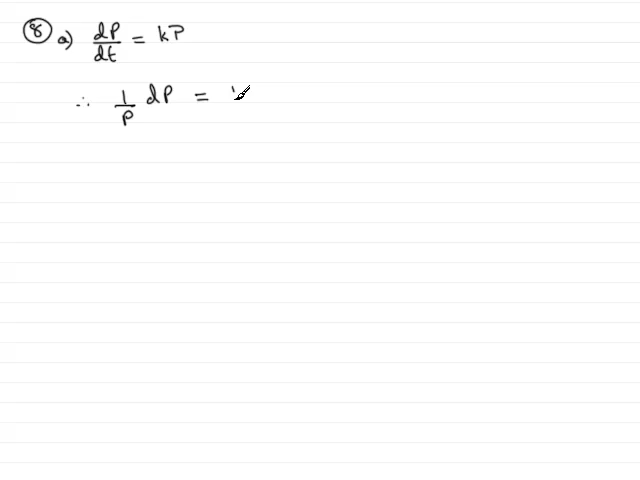 ⑧ a) dP/dt = kP
∴ 1/P dP =